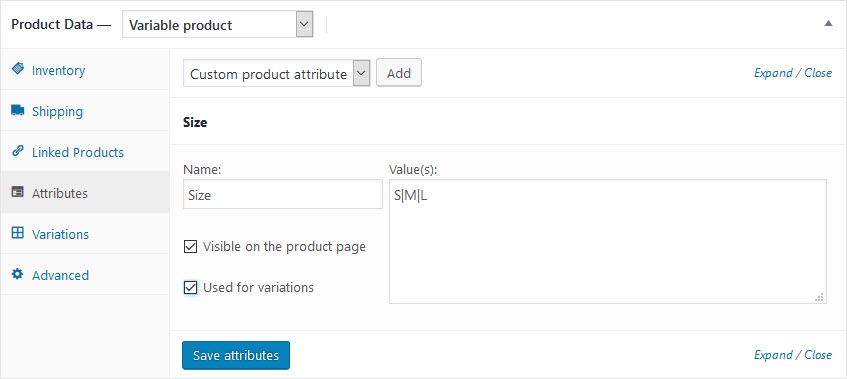 Product Data — Variable product
Inventory
Shipping
Linked Products
Attributes
Variations
Advanced
Custom product attribute Add Expand / Close
Size
Name: Value(s):
Size S|M|L
Visible on the product page
Used for variations
Save attributes Expand / Close